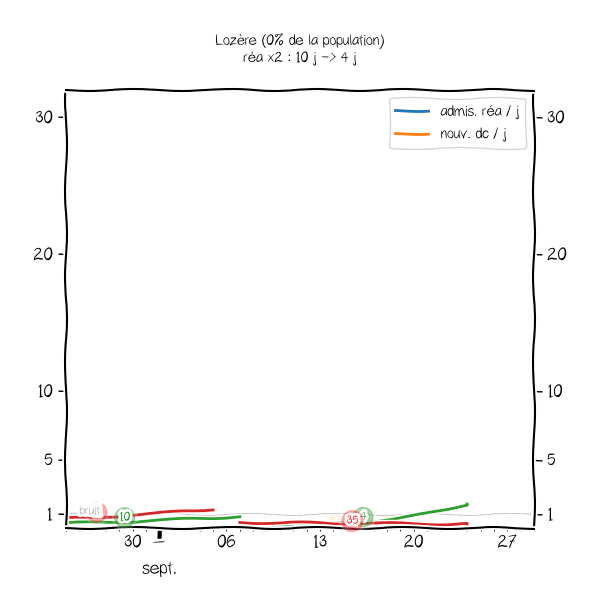 Lozère (0% de la population)
réa x2 : 10 j -> 4 j
admis. réa / j
nouv. dc / j
30 30
20 20
10 10
5 5
1 1
bruit 10 35 4
30 06 13 20 27
sept.